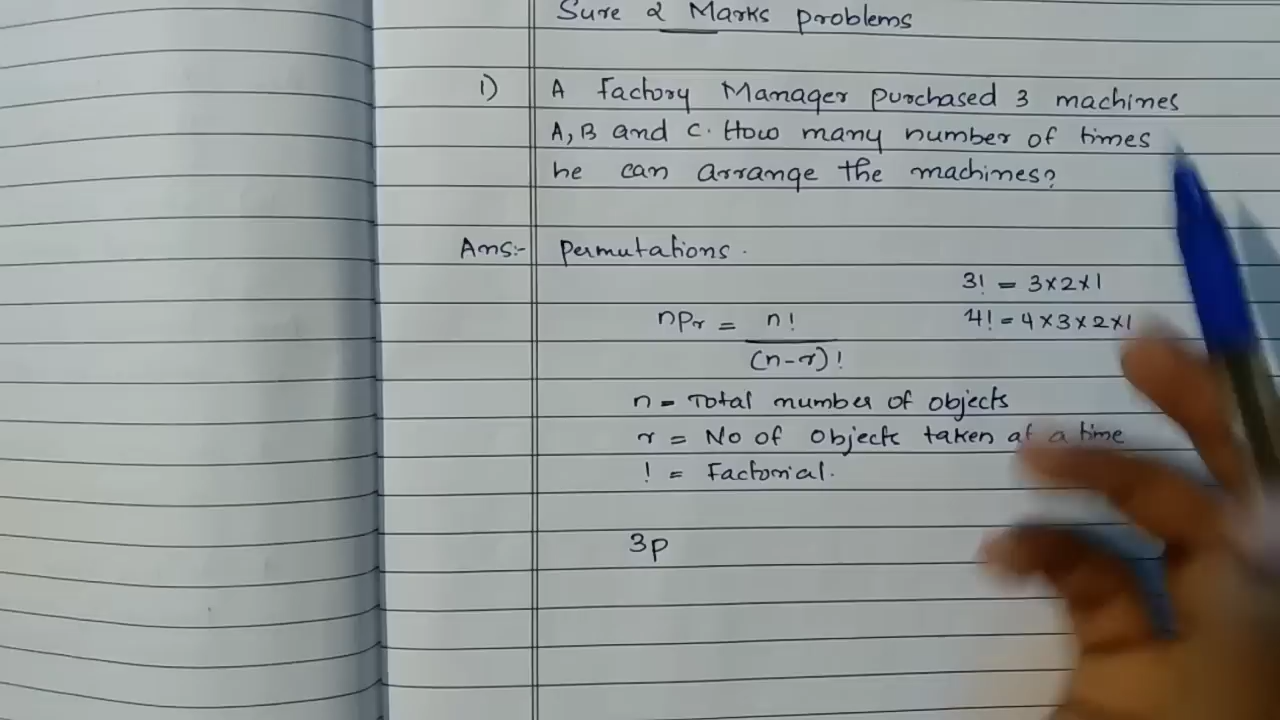 Sure 2 Marks problems
1) A Factory Manager purchased 3 machines
A, B and C. How many number of times
he can arrange the machines?
Ans:- Permutations.
3! = 3×2×1
nPr = n!
4! = 4×3×2×1
(n-r)!
n = Total number of objects
r = No of objects taken at a time
! = Factorial.
3P